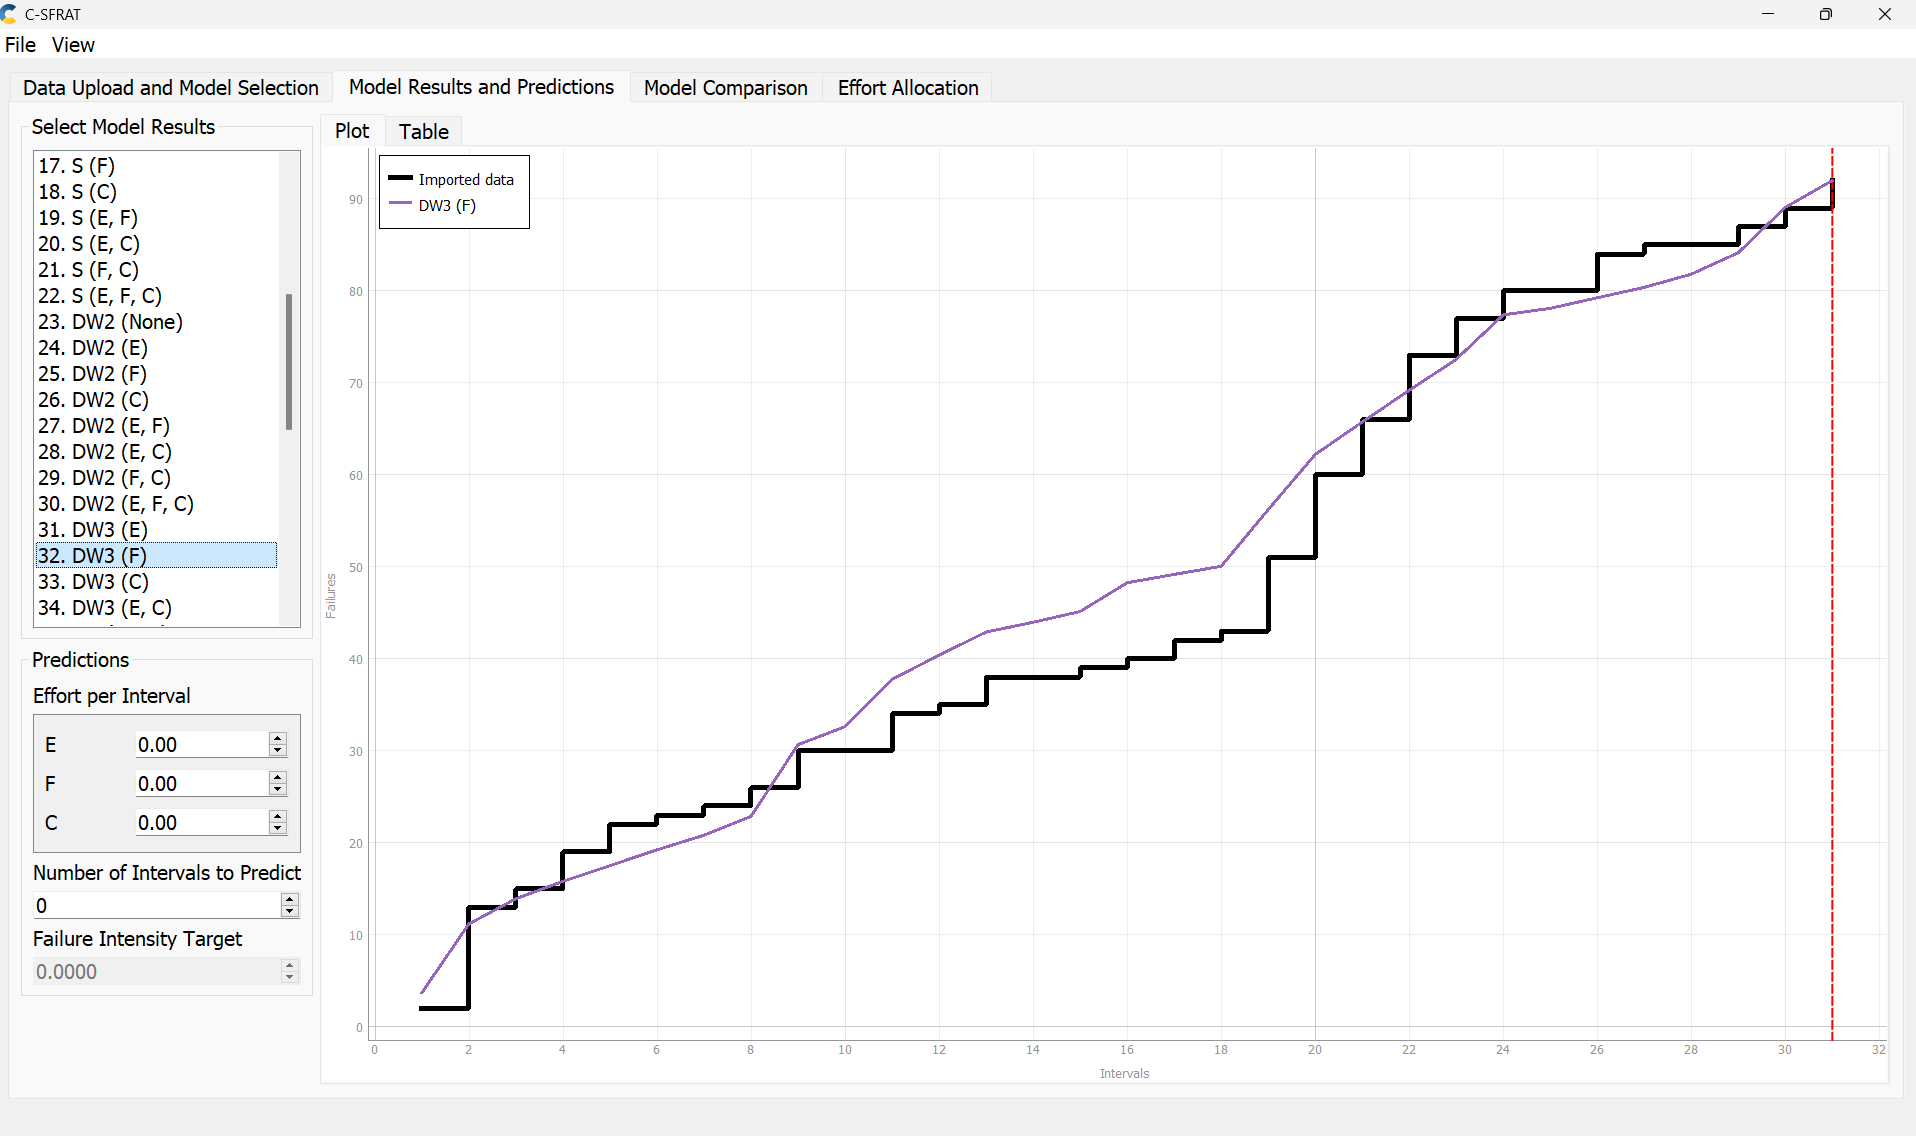 C-SFRAT
File View
Data Upload and Model Selection
Model Results and Predictions
Model Comparison
Effort Allocation
Select Model Results
17. S (F)
18. S (C)
19. S (E, F)
20. S (E, C)
21. S (F, C)
22. S (E, F, C)
23. DW2 (None)
24. DW2 (E)
25. DW2 (F)
26. DW2 (C)
27. DW2 (E, F)
28. DW2 (E, C)
29. DW2 (F, C)
30. DW2 (E, F, C)
31. DW3 (E)
32. DW3 (F)
33. DW3 (C)
34. DW3 (E, C)
Predictions
Effort per Interval
E 0.00
F 0.00
C 0.00
Number of Intervals to Predict
0
Failure Intensity Target
0.0000
Plot Table
Imported data
DW3 (F)
90
80
70
60
50
40
30
20
10
0
Failures
0 2 4 6 8 10 12 14 16 18 20 22 24 26 28 30 32
Intervals